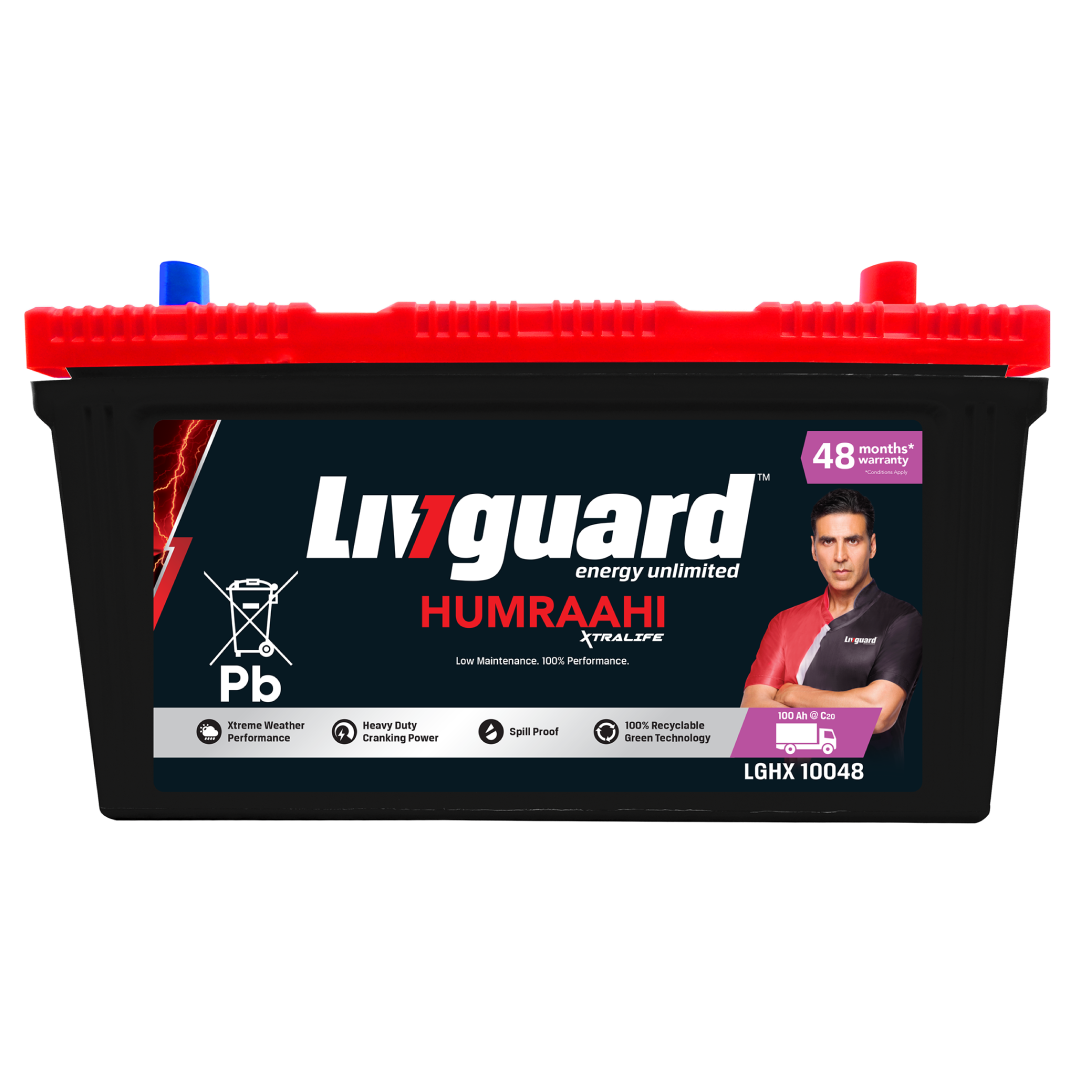 48 months*
warranty
*Conditions Apply
Livguard™
energy unlimited
HUMRAAHI
XTRALIFE
Low Maintenance. 100% Performance.
Livguard
Pb
Xtreme Weather
Performance
Heavy Duty
Cranking Power
Spill Proof
100% Recyclable
Green Technology
100 Ah @ C20
LGHX 10048